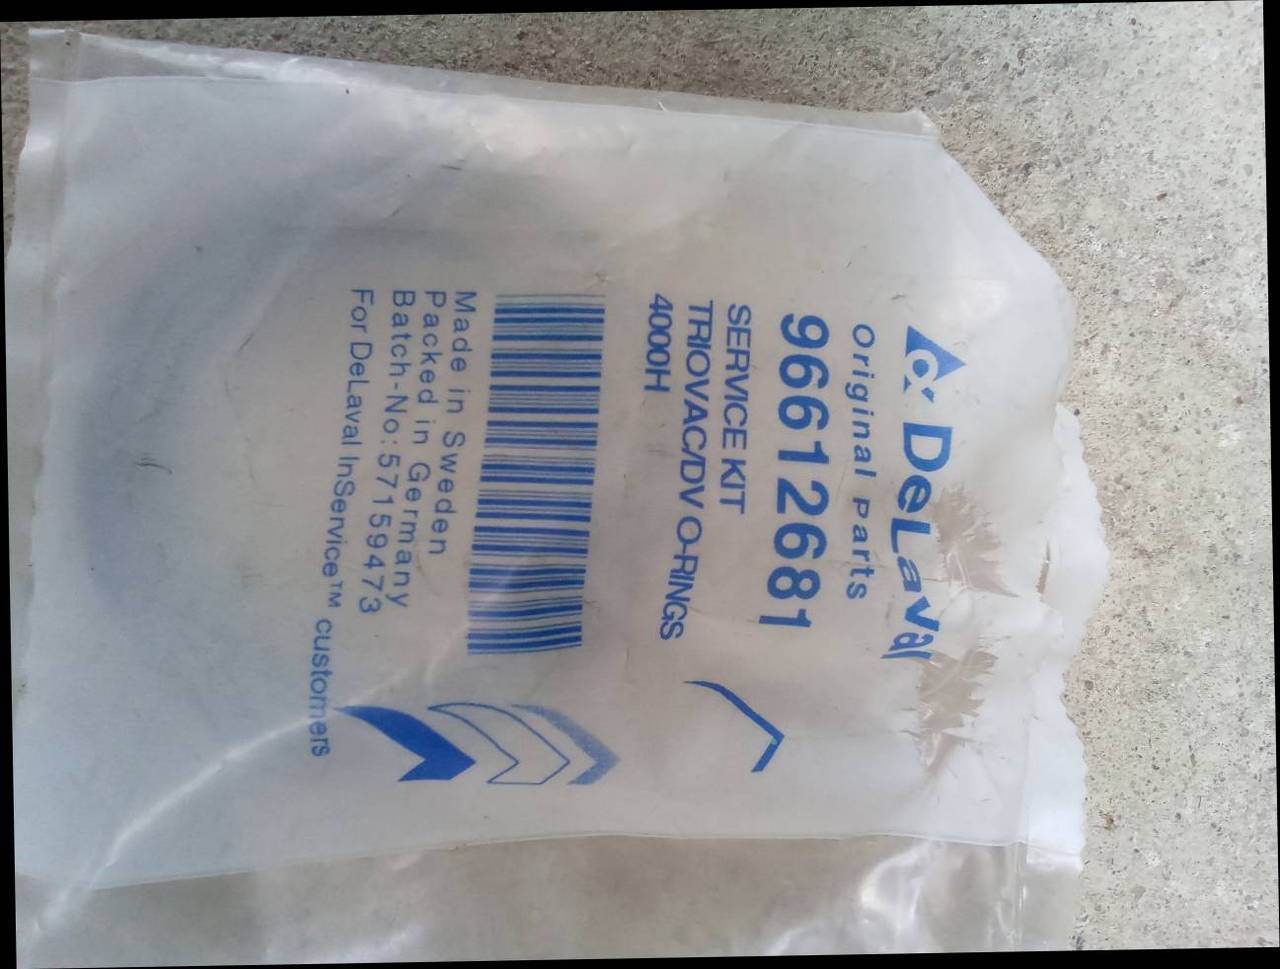 DeLaval
Original Parts
96612681
SERVICE KIT
TRIOVAC/DV O-RINGS
4000H
Made in Sweden
Packed in Germany
Batch-No:57159473
For DeLaval InService™ customers